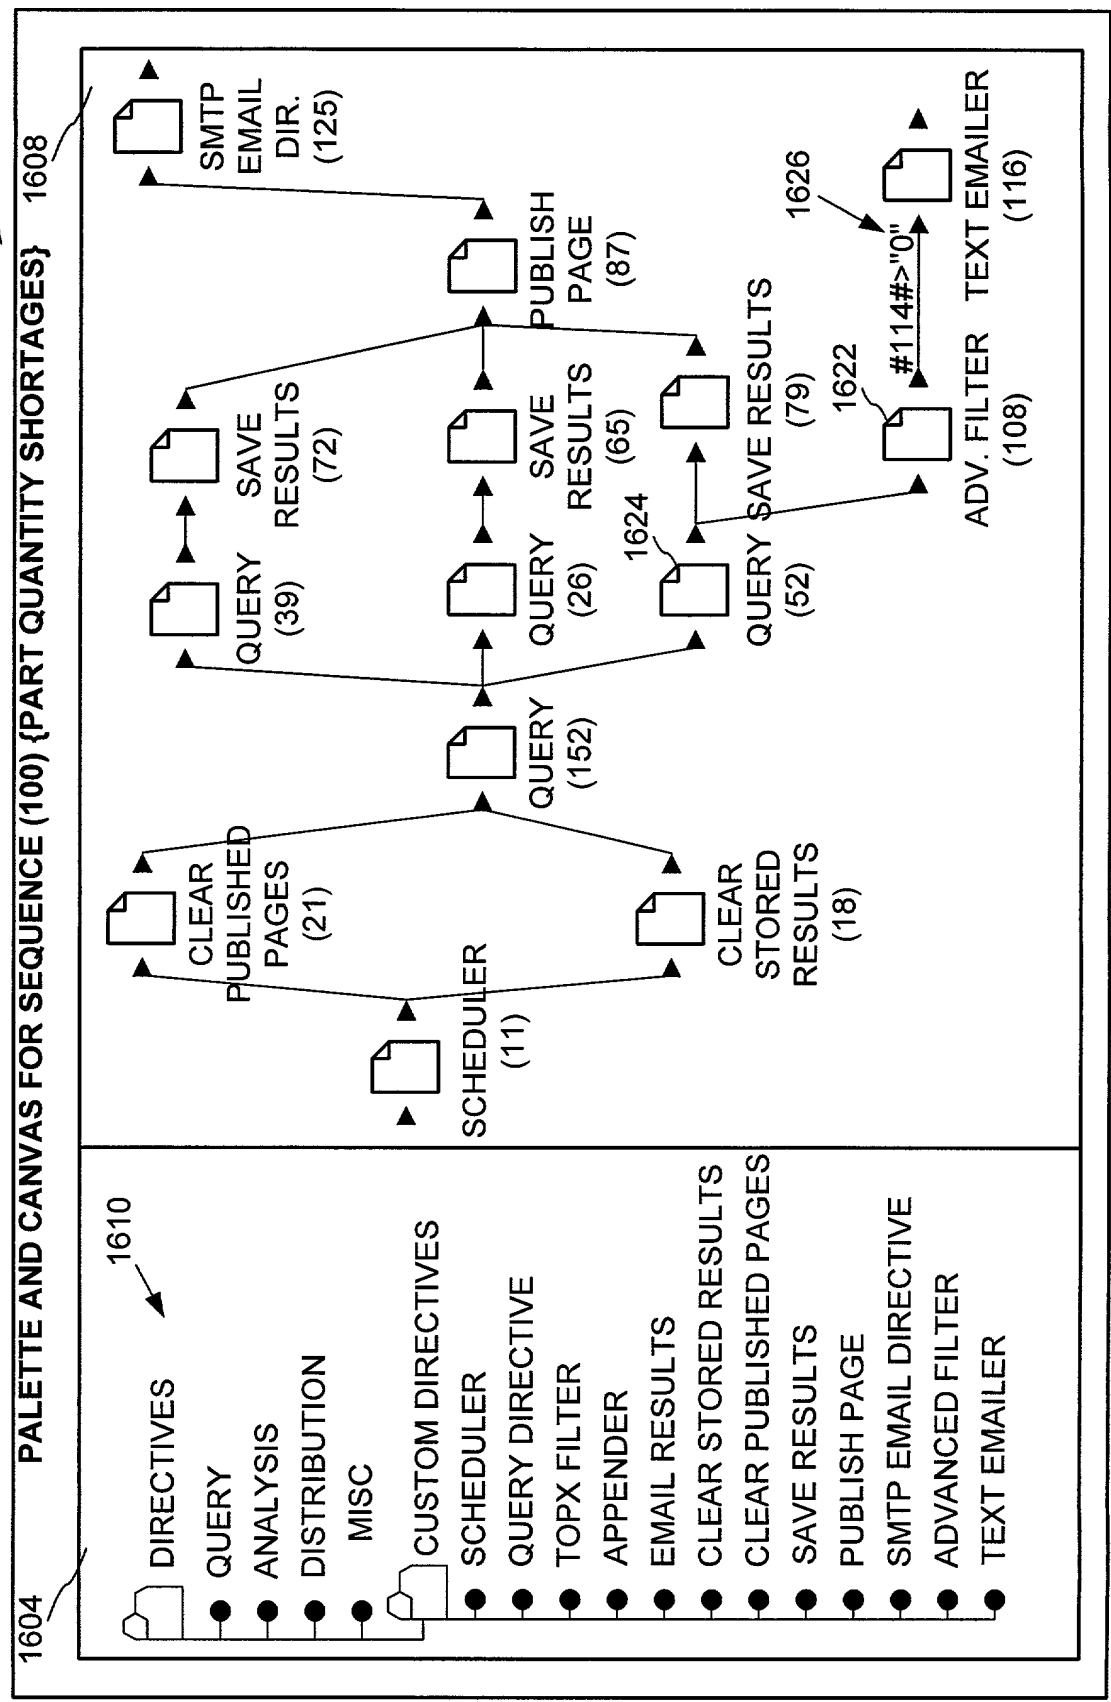 PALETTE AND CANVAS FOR SEQUENCE (100) {PART QUANTITY SHORTAGES}
1604
1608
1610
DIRECTIVES
QUERY
ANALYSIS
DISTRIBUTION
MISC
CUSTOM DIRECTIVES
SCHEDULER
QUERY DIRECTIVE
TOPX FILTER
APPENDER
EMAIL RESULTS
CLEAR STORED RESULTS
CLEAR PUBLISHED PAGES
SAVE RESULTS
PUBLISH PAGE
SMTP EMAIL DIRECTIVE
ADVANCED FILTER
TEXT EMAILER
SCHEDULER
(11)
CLEAR
PUBLISHED
PAGES
(21)
CLEAR
STORED
RESULTS
(18)
QUERY
(152)
QUERY
(39)
QUERY
(26)
1624
QUERY
(52)
SAVE
RESULTS
(72)
SAVE
RESULTS
(65)
SAVE RESULTS
(79)
PUBLISH
PAGE
(87)
SMTP
EMAIL
DIR.
(125)
1622
ADV. FILTER
(108)
#114#>"0"
1626
TEXT EMAILER
(116)